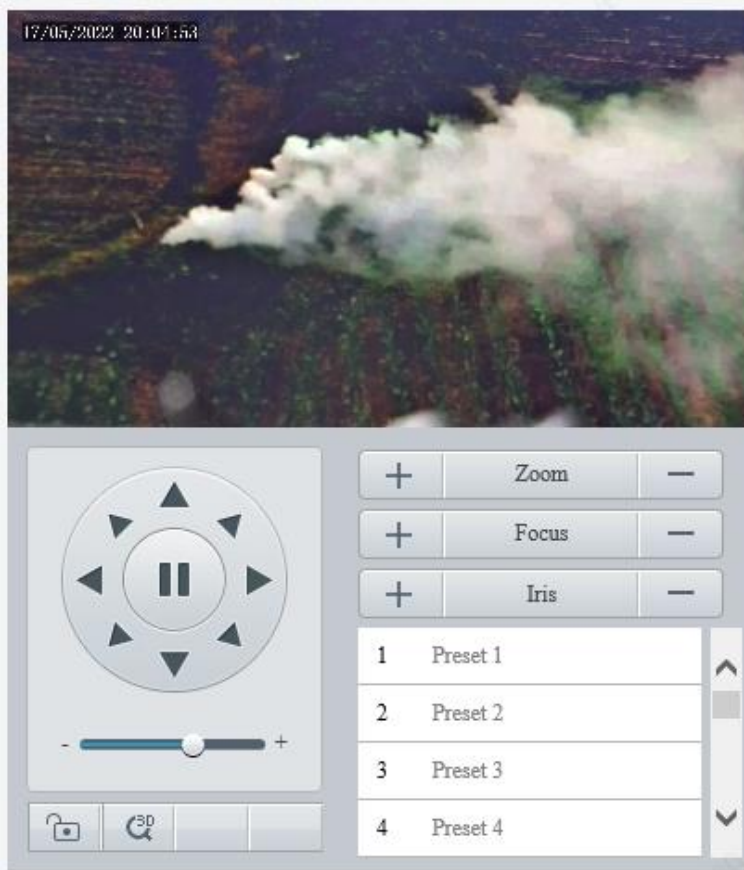 17/05/2022 20:04:53
Zoom
Focus
Iris
1 Preset 1
2 Preset 2
3 Preset 3
4 Preset 4
- +
3D